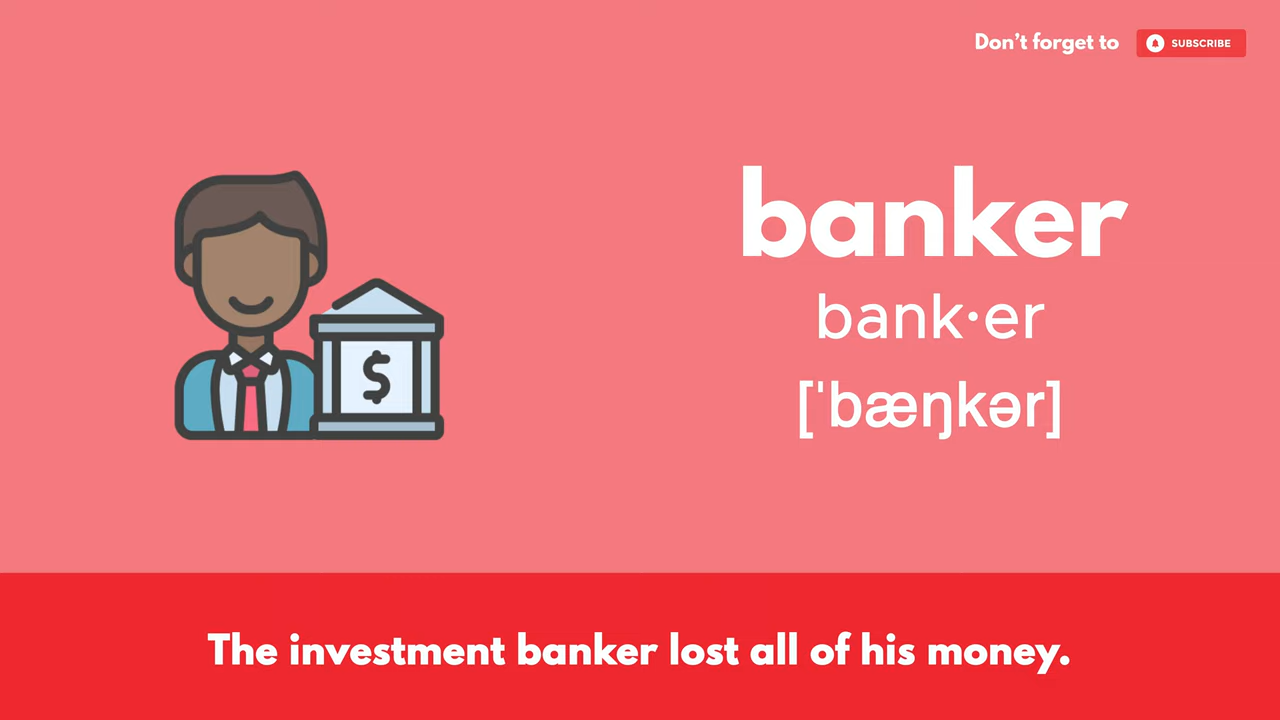 Don't forget to SUBSCRIBE
banker
bank·er
[ˈbæŋkər]
$
The investment banker lost all of his money.